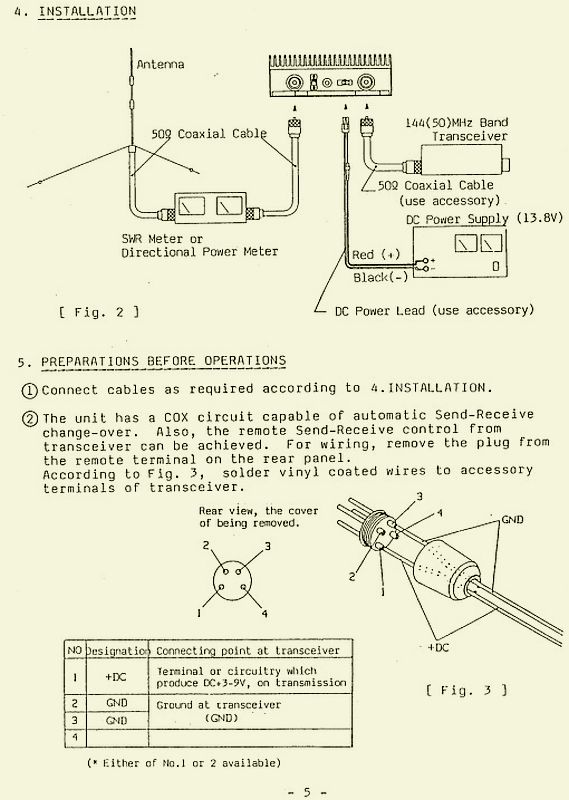 4. INSTALLATION
Antenna
50Ω Coaxial Cable
144(50)MHz Band
Transceiver
50Ω Coaxial Cable
(use accessory)
DC Power Supply (13.8V)
SWR Meter or
Directional Power Meter
Red (+)
Black(-)
+
-
[ Fig. 2 ]
DC Power Lead (use accessory)
5. PREPARATIONS BEFORE OPERATIONS
① Connect cables as required according to 4.INSTALLATION.
② The unit has a COX circuit capable of automatic Send-Receive
change-over. Also, the remote Send-Receive control from
transceiver can be achieved. For wiring, remove the plug from
the remote terminal on the rear panel.
According to Fig. 3, solder vinyl coated wires to accessory
terminals of transceiver.
Rear view, the cover
of being removed.
2
3
1
4
3
4
GND
2
1
+DC
[ Fig. 3 ]
NO Designation Connecting point at transceiver
1 +DC Terminal or circuitry which
produce DC+3-9V, on transmission
2 GND Ground at transceiver
3 GND (GND)
4
(* Either of No.1 or 2 available)
- 5 -